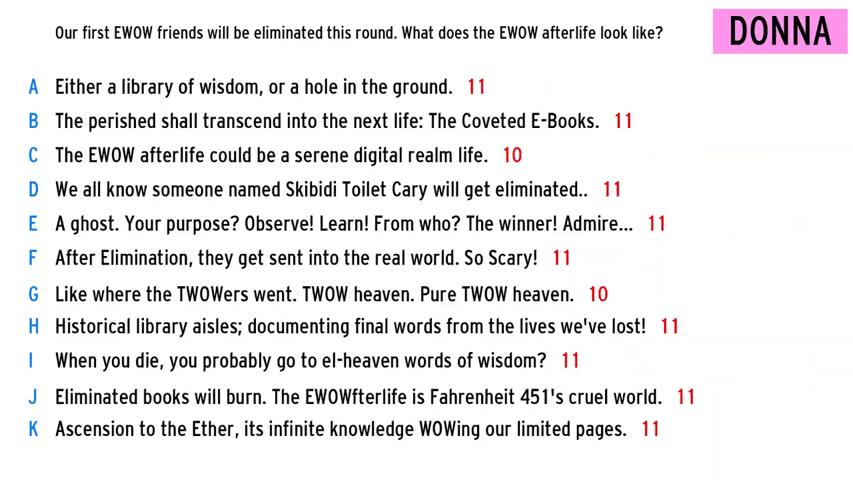 Our first EWOW friends will be eliminated this round. What does the EWOW afterlife look like?
DONNA
A Either a library of wisdom, or a hole in the ground. 11
B The perished shall transcend into the next life: The Coveted E-Books. 11
C The EWOW afterlife could be a serene digital realm life. 10
D We all know someone named Skibidi Toilet Cary will get eliminated.. 11
E A ghost. Your purpose? Observe! Learn! From who? The winner! Admire... 11
F After Elimination, they get sent into the real world. So Scary! 11
G Like where the TWOWers went. TWOW heaven. Pure TWOW heaven. 10
H Historical library aisles; documenting final words from the lives we've lost! 11
I When you die, you probably go to el-heaven words of wisdom? 11
J Eliminated books will burn. The EWOWfterlife is Fahrenheit 451's cruel world. 11
K Ascension to the Ether, its infinite knowledge WOWing our limited pages. 11